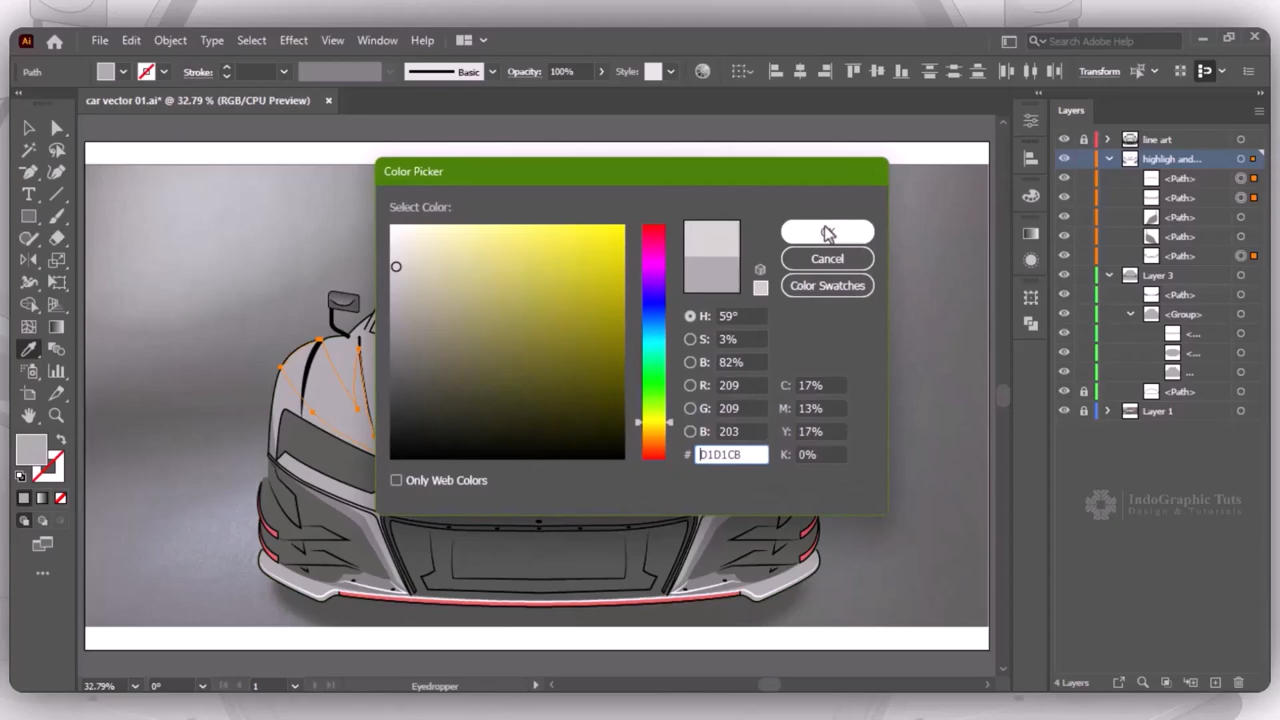 Ai File Edit Object Type Select Effect View Window Help Search Adobe Help
Path Stroke: Basic Opacity: 100% Style: Transform
car vector 01.ai* @ 32.79 % (RGB/CPU Preview) ×
Layers
line art
highligh and...
<Path>
<Path>
<Path>
<Path>
<Path>
Layer 3
<Path>
<Group>
<...
<...
...
<Path>
Layer 1
Color Picker
Select Color:
Cancel
Color Swatches
H: 59°
S: 3%
B: 82%
R: 209 C: 17%
G: 209 M: 13%
B: 203 Y: 17%
# D1D1CB K: 0%
Only Web Colors
IndoGraphic Tuts
Design & Tutorials
32.79% 0° 1 Eyedropper
4 Layers